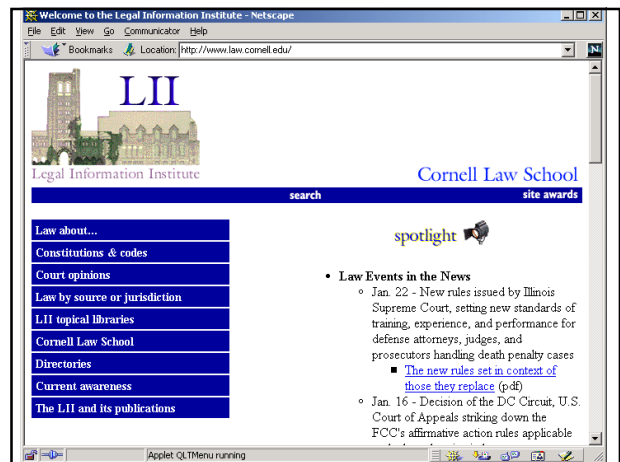 Welcome to the Legal Information Institute - Netscape
File Edit View Go Communicator Help
Bookmarks Location: http://www.law.cornell.edu/
N
LII
Legal Information Institute
Cornell Law School
search site awards
Law about...
Constitutions & codes
Court opinions
Law by source or jurisdiction
LII topical libraries
Cornell Law School
Directories
Current awareness
The LII and its publications
spotlight
Law Events in the News
Jan. 22 - New rules issued by Illinois
Supreme Court, setting new standards of
training, experience, and performance for
defense attorneys, judges, and
prosecutors handling death penalty cases
The new rules set in context of
those they replace (pdf)
Jan. 16 - Decision of the DC Circuit, U.S.
Court of Appeals striking down the
FCC's affirmative action rules applicable
Applet QLTMenu running